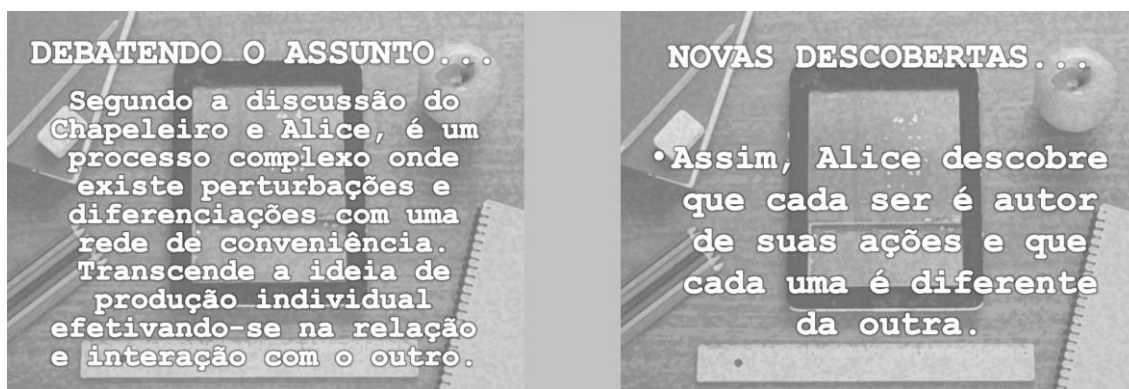 DEBATENDO O ASSUNTO...
Segundo a discussão do
Chapeleiro e Alice, é um
processo complexo onde
existe perturbações e
diferenciações com uma
rede de conveniência.
Transcende a ideia de
produção individual
efetivando-se na relação
e interação com o outro.
NOVAS DESCOBERTAS...
•Assim, Alice descobre
que cada ser é autor
de suas ações e que
cada uma é diferente
da outra.